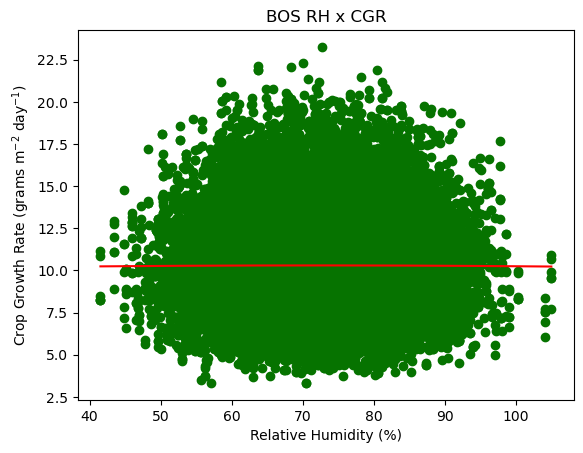 BOS RH x CGR
Crop Growth Rate (grams m⁻² day⁻¹)
22.5
20.0
17.5
15.0
12.5
10.0
7.5
5.0
2.5
40 50 60 70 80 90 100
Relative Humidity (%)